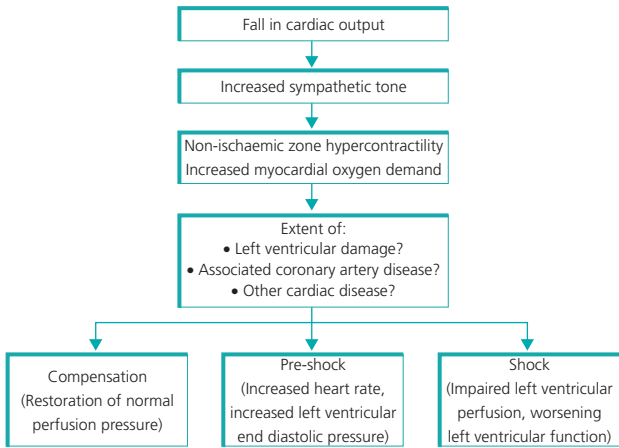 Fall in cardiac output
Increased sympathetic tone
Non-ischaemic zone hypercontractility
Increased myocardial oxygen demand
Extent of:
• Left ventricular damage?
• Associated coronary artery disease?
• Other cardiac disease?
Compensation
(Restoration of normal
perfusion pressure)
Pre-shock
(Increased heart rate,
increased left ventricular
end diastolic pressure)
Shock
(Impaired left ventricular
perfusion, worsening
left ventricular function)